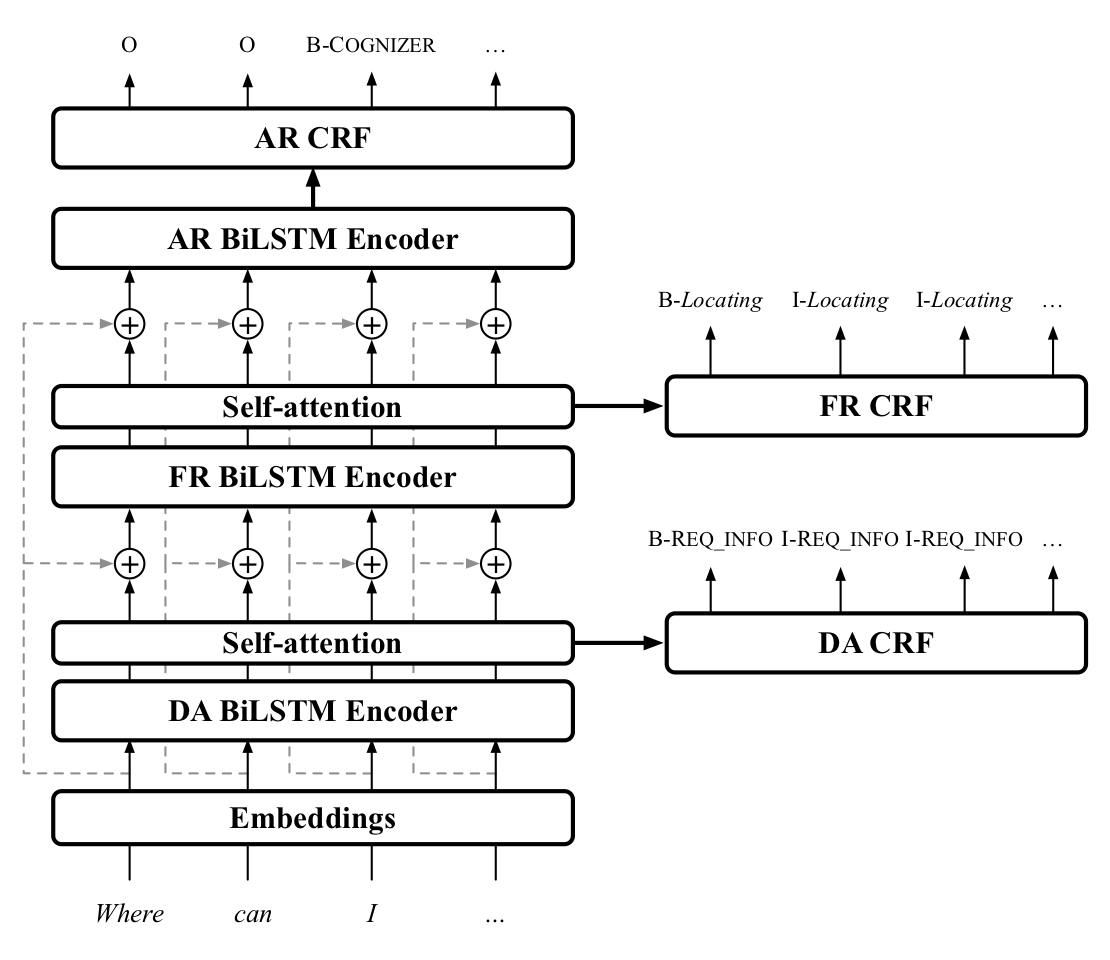 O O B-COGNIZER …
AR CRF
AR BiLSTM Encoder
B-Locating I-Locating I-Locating …
Self-attention
FR CRF
FR BiLSTM Encoder
B-REQ_INFO I-REQ_INFO I-REQ_INFO …
Self-attention
DA CRF
DA BiLSTM Encoder
Embeddings
Where can I ...